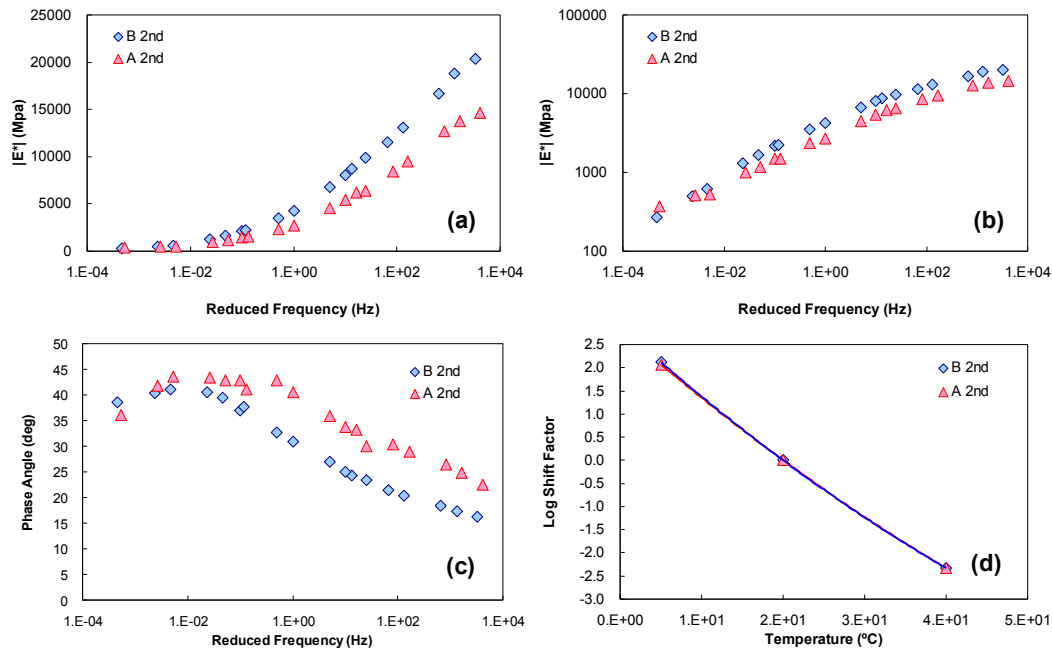 25000
20000
15000
10000
5000
0
|E*| (Mpa)
B 2nd
A 2nd
(a)
1.E-04 1.E-02 1.E+00 1.E+02 1.E+04
Reduced Frequency (Hz)
100000
10000
1000
100
|E*| (Mpa)
B 2nd
A 2nd
(b)
1.E-04 1.E-02 1.E+00 1.E+02 1.E+04
Reduced Frequency (Hz)
50
45
40
35
30
25
20
15
10
5
0
Phase Angle (deg)
B 2nd
A 2nd
(c)
1.E-04 1.E-02 1.E+00 1.E+02 1.E+04
Reduced Frequency (Hz)
2.5
2.0
1.5
1.0
0.5
0.0
-0.5
-1.0
-1.5
-2.0
-2.5
-3.0
Log Shift Factor
B 2nd
A 2nd
(d)
0.E+00 1.E+01 2.E+01 3.E+01 4.E+01 5.E+01
Temperature (ºC)